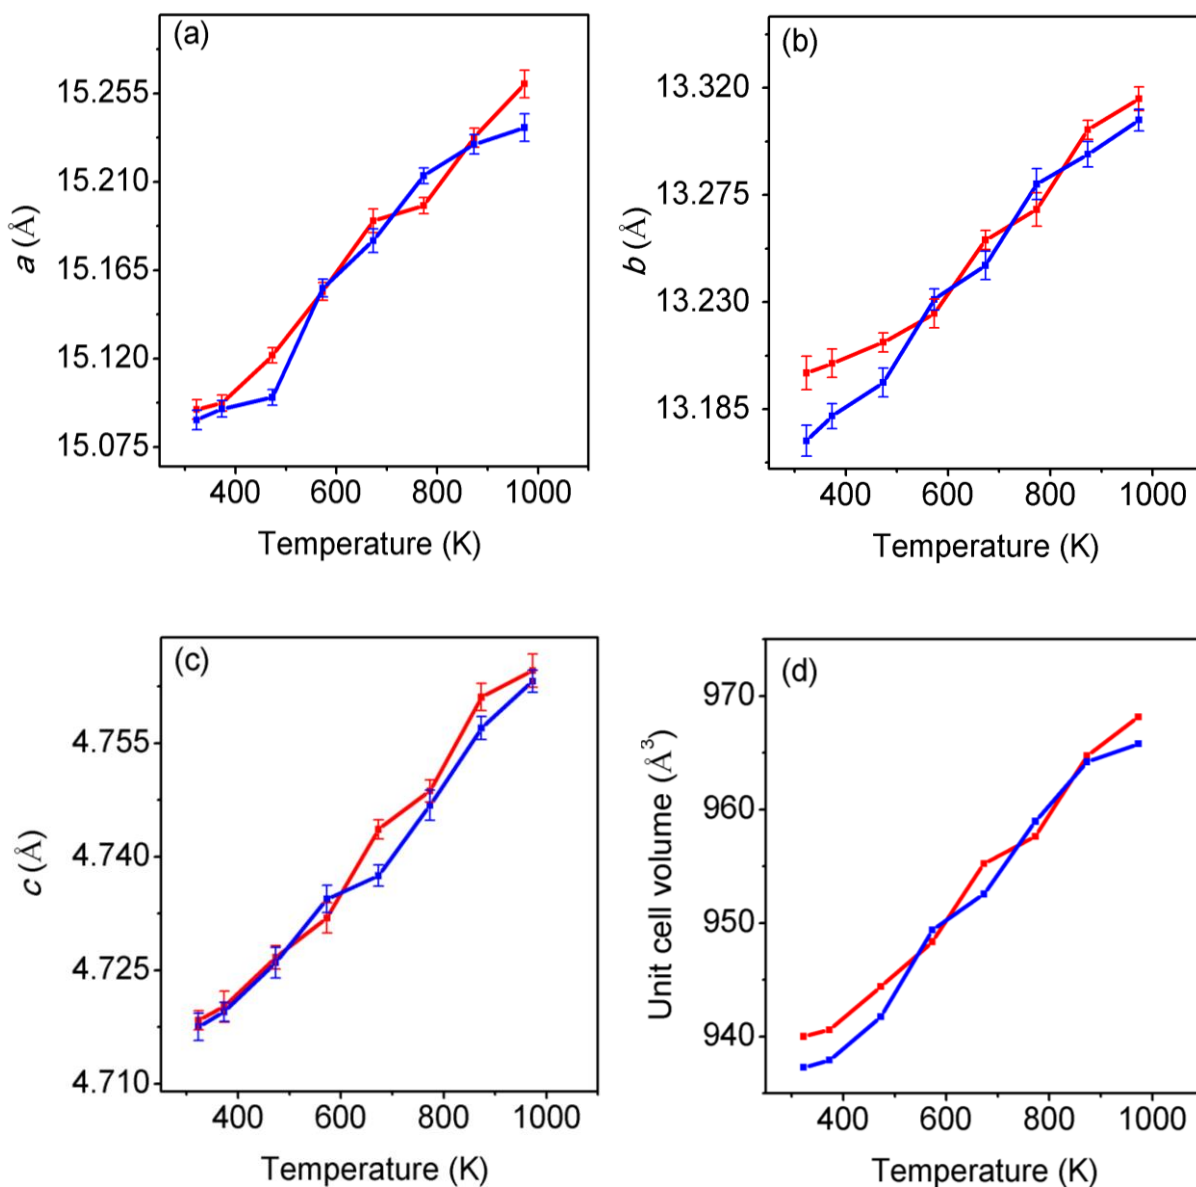 (a)
a (Å)
15.255
15.210
15.165
15.120
15.075
400 600 800 1000
Temperature (K)
(b)
b (Å)
13.320
13.275
13.230
13.185
400 600 800 1000
Temperature (K)
(c)
c (Å)
4.755
4.740
4.725
4.710
400 600 800 1000
Temperature (K)
(d)
Unit cell volume (Å³)
970
960
950
940
400 600 800 1000
Temperature (K)